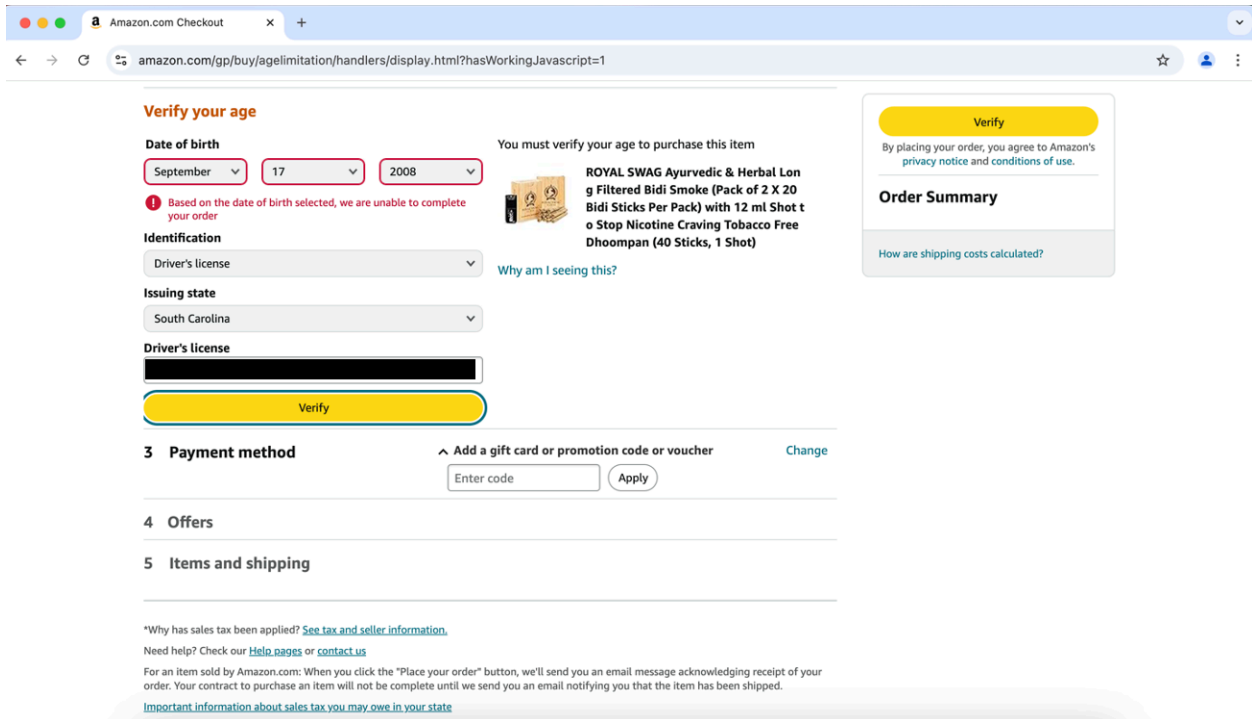 Amazon.com Checkout
amazon.com/gp/buy/agelimitation/handlers/display.html?hasWorkingJavascript=1
Verify your age
Date of birth
September 17 2008
Based on the date of birth selected, we are unable to complete
your order
Identification
Driver's license
Issuing state
South Carolina
Driver's license
Verify
You must verify your age to purchase this item
ROYAL SWAG Ayurvedic & Herbal Lon
g Filtered Bidi Smoke (Pack of 2 X 20
Bidi Sticks Per Pack) with 12 ml Shot t
o Stop Nicotine Craving Tobacco Free
Dhoompan (40 Sticks, 1 Shot)
Why am I seeing this?
Verify
By placing your order, you agree to Amazon's
privacy notice and conditions of use.
Order Summary
How are shipping costs calculated?
3 Payment method
Add a gift card or promotion code or voucher
Change
Enter code
Apply
4 Offers
5 Items and shipping
*Why has sales tax been applied? See tax and seller information.
Need help? Check our Help pages or contact us
For an item sold by Amazon.com: When you click the "Place your order" button, we'll send you an email message acknowledging receipt of your
order. Your contract to purchase an item will not be complete until we send you an email notifying you that the item has been shipped.
Important information about sales tax you may owe in your state